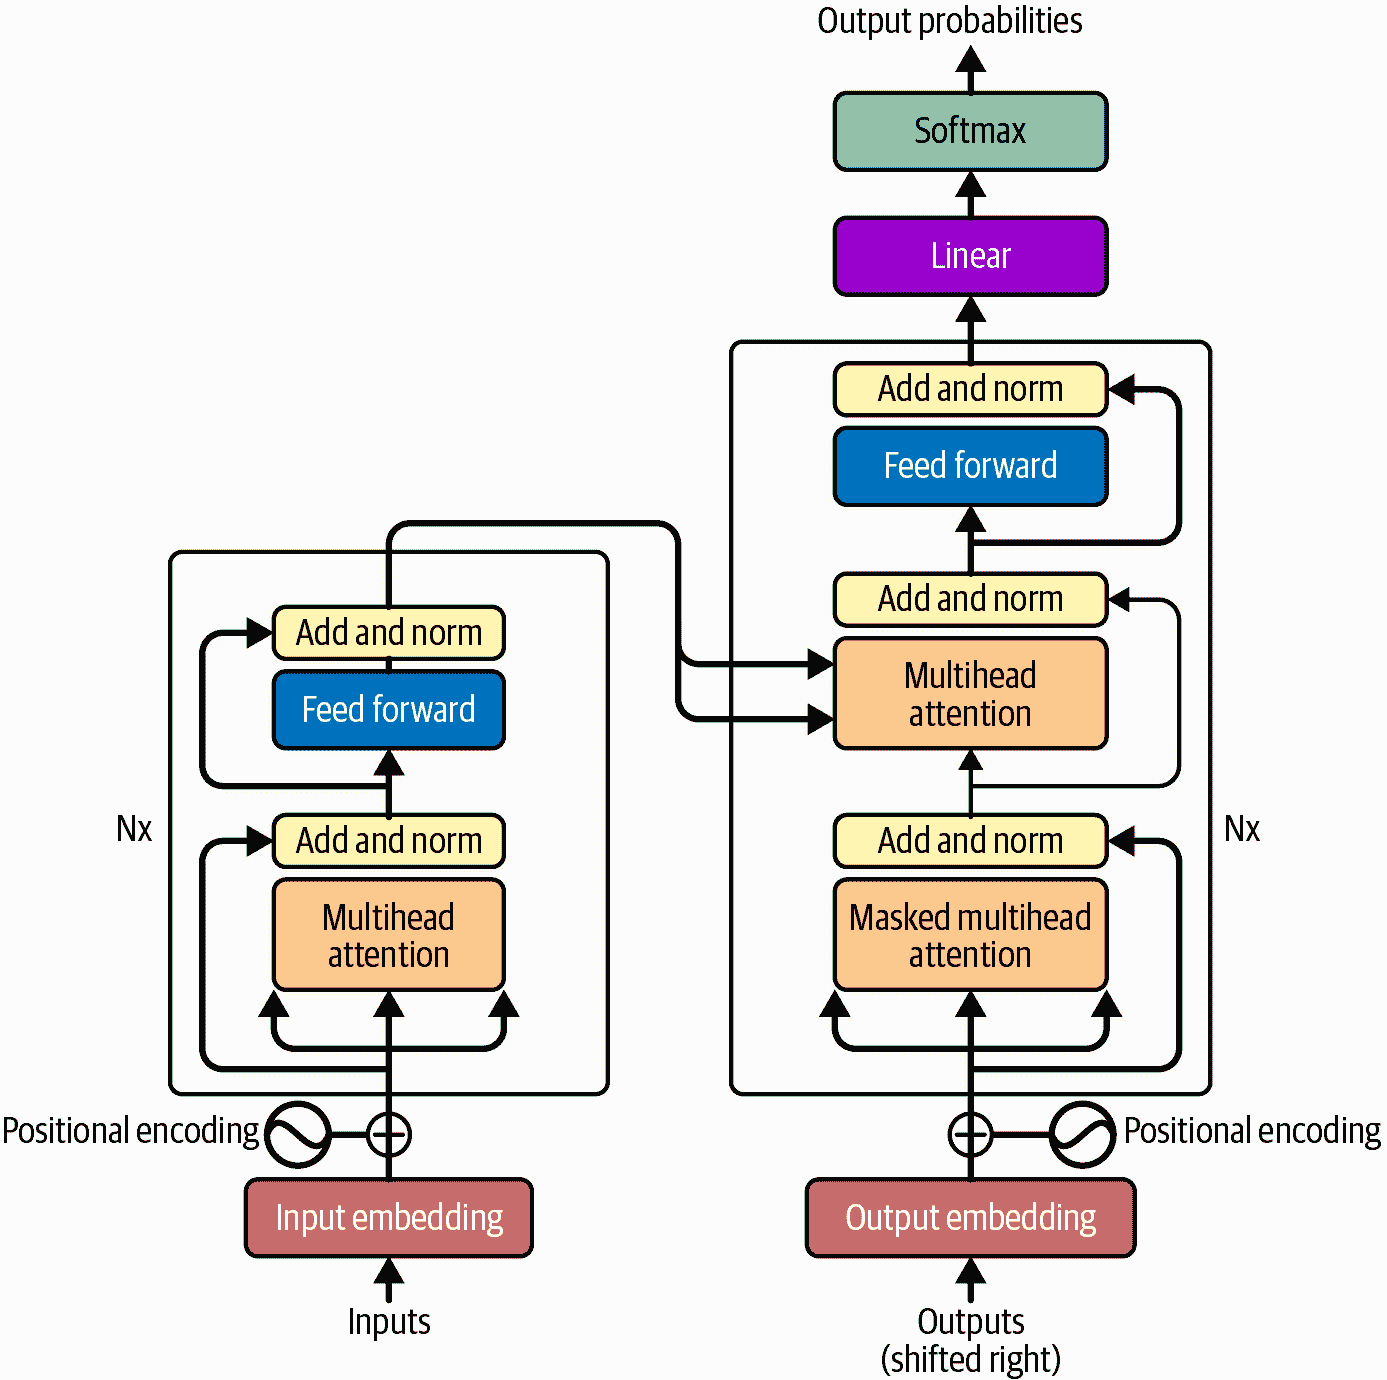 Output probabilities
Softmax
Linear
Add and norm
Feed forward
Add and norm
Multihead
attention
Add and norm
Masked multihead
attention
Nx
Positional encoding
Output embedding
Outputs
(shifted right)
Add and norm
Feed forward
Add and norm
Multihead
attention
Nx
Positional encoding
Input embedding
Inputs